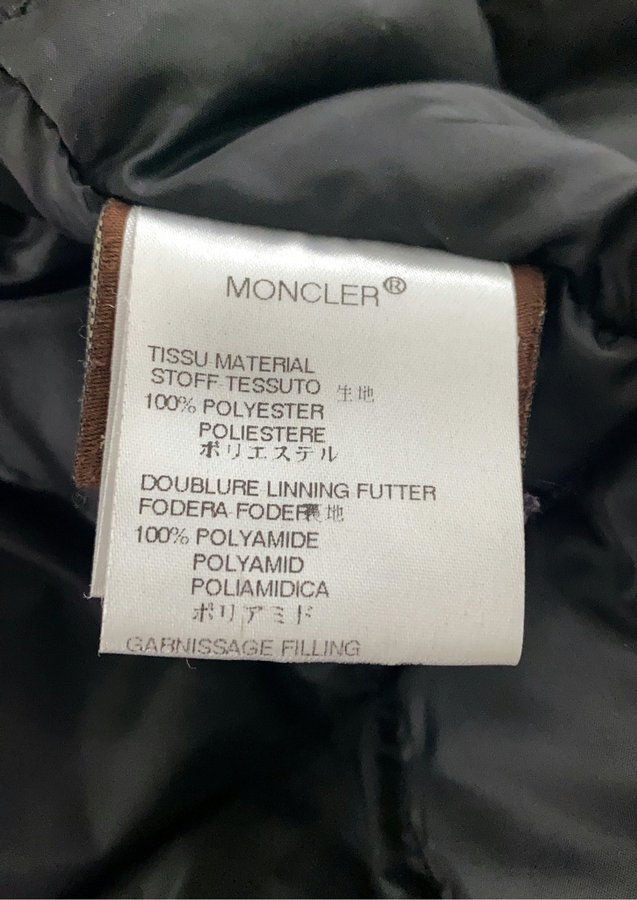 MONCLER®
TISSU MATERIAL
STOFF TESSUTO 生地
100% POLYESTER
POLIESTERE
ポリエステル
DOUBLURE LINNING FUTTER
FODERA FODER裏地
100% POLYAMIDE
POLYAMID
POLIAMIDICA
ポリアミド
GARNISSAGE FILLING